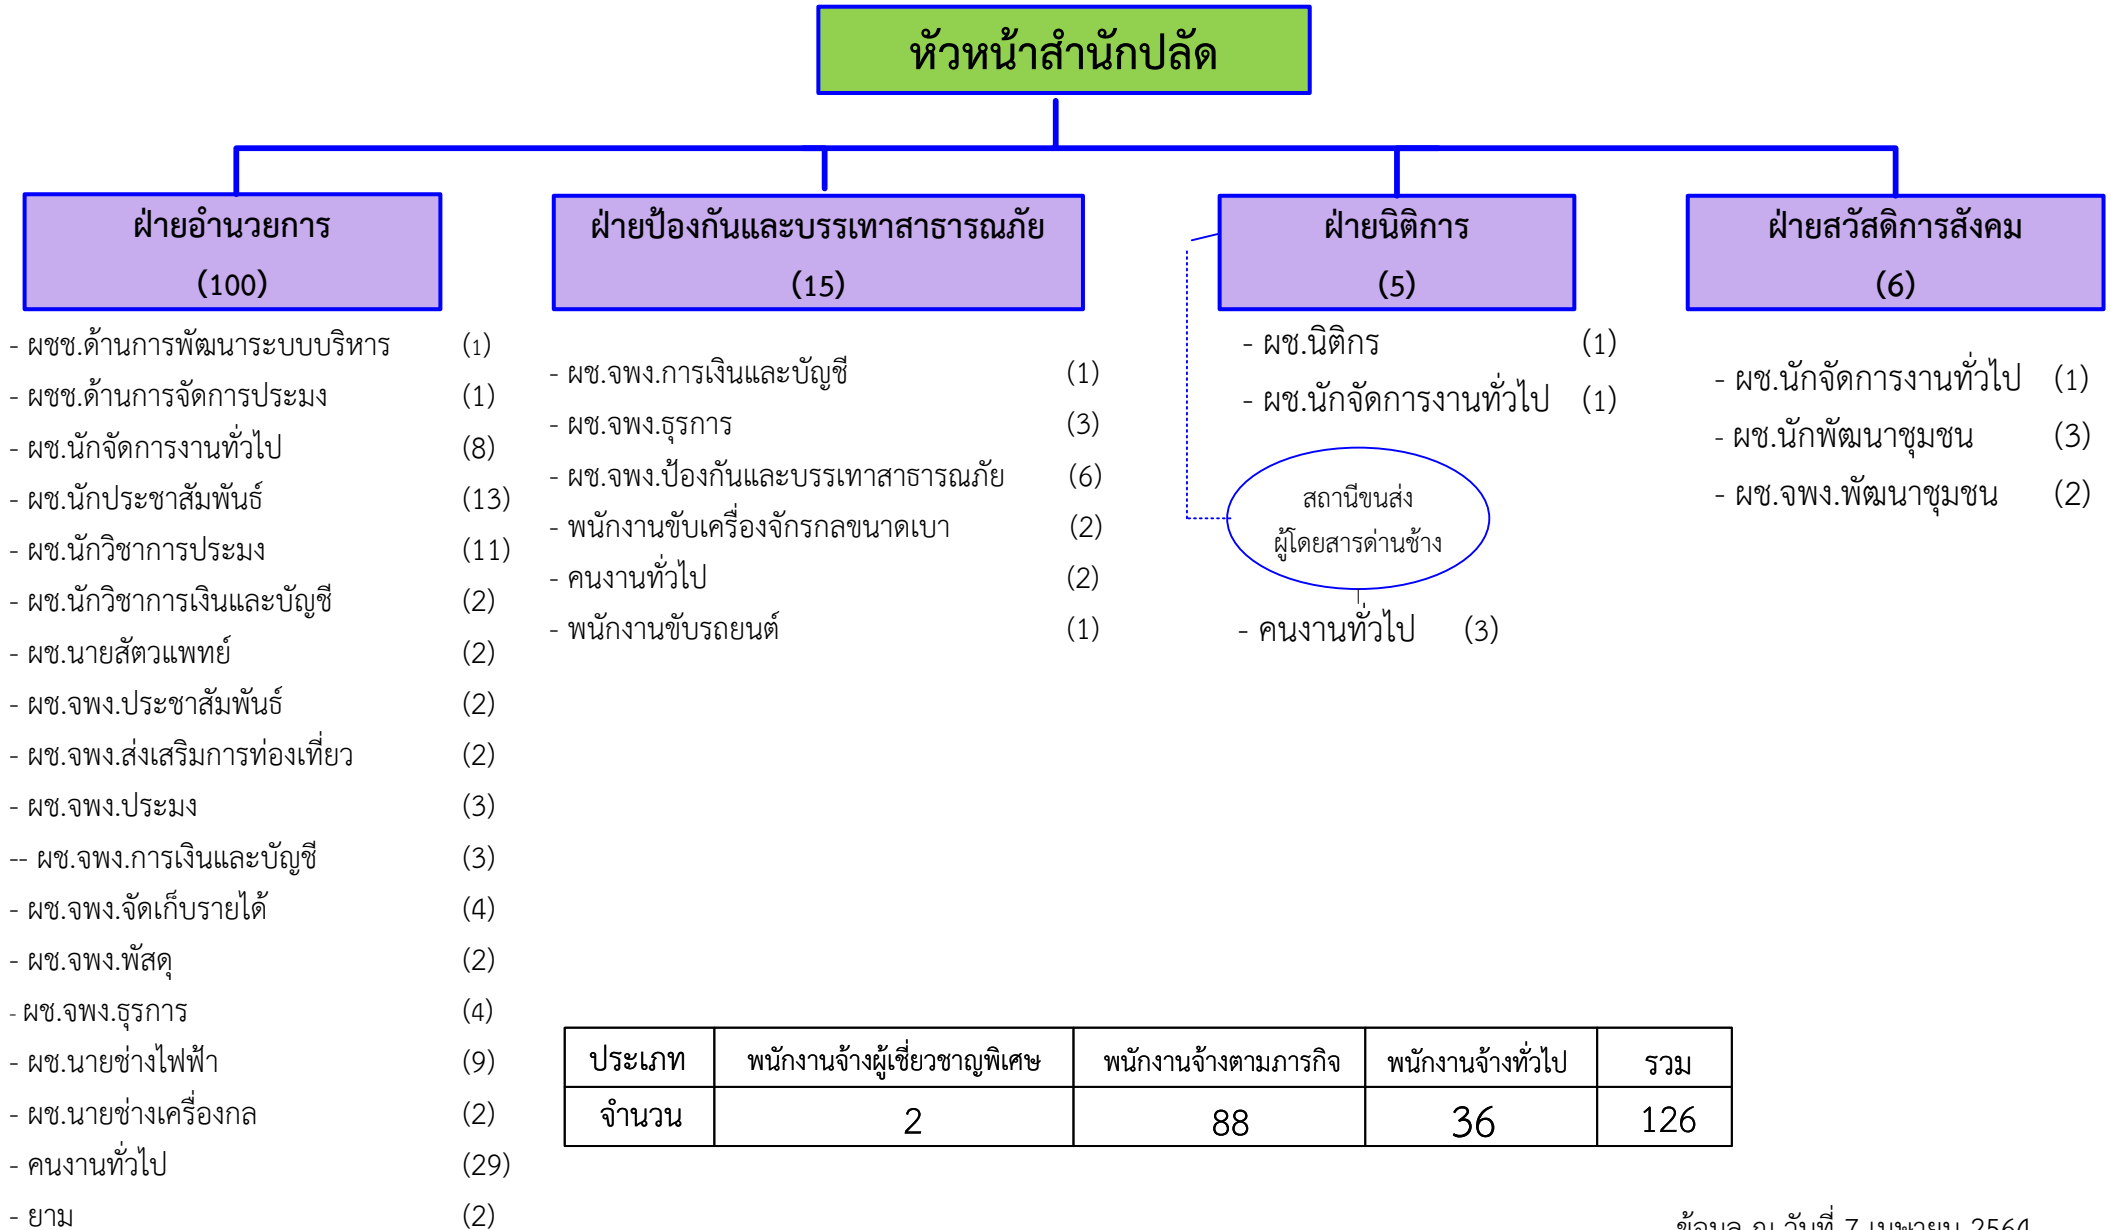 หัวหน้าสำนักปลัด
ฝ่ายอำนวยการ
(100)
- ผชช.ด้านการพัฒนาระบบบริหาร (1)
- ผชช.ด้านการจัดการประมง (1)
- ผช.นักจัดการงานทั่วไป (8)
- ผช.นักประชาสัมพันธ์ (13)
- ผช.นักวิชาการประมง (11)
- ผช.นักวิชาการเงินและบัญชี (2)
- ผช.นายสัตวแพทย์ (2)
- ผช.จพง.ประชาสัมพันธ์ (2)
- ผช.จพง.ส่งเสริมการท่องเที่ยว (2)
- ผช.จพง.ประมง (3)
-- ผช.จพง.การเงินและบัญชี (3)
- ผช.จพง.จัดเก็บรายได้ (4)
- ผช.จพง.พัสดุ (2)
- ผช.จพง.ธุรการ (4)
- ผช.นายช่างไฟฟ้า (9)
- ผช.นายช่างเครื่องกล (2)
- คนงานทั่วไป (29)
- ยาม (2)
ฝ่ายป้องกันและบรรเทาสาธารณภัย
(15)
- ผช.จพง.การเงินและบัญชี (1)
- ผช.จพง.ธุรการ (3)
- ผช.จพง.ป้องกันและบรรเทาสาธารณภัย (6)
- พนักงานขับเครื่องจักรกลขนาดเบา (2)
- คนงานทั่วไป (2)
- พนักงานขับรถยนต์ (1)
ฝ่ายนิติการ
(5)
- ผช.นิติกร (1)
- ผช.นักจัดการงานทั่วไป (1)
สถานีขนส่ง
ผู้โดยสารด่านช้าง
- คนงานทั่วไป (3)
ฝ่ายสวัสดิการสังคม
(6)
- ผช.นักจัดการงานทั่วไป (1)
- ผช.นักพัฒนาชุมชน (3)
- ผช.จพง.พัฒนาชุมชน (2)
ประเภท พนักงานจ้างผู้เชี่ยวชาญพิเศษ พนักงานจ้างตามภารกิจ พนักงานจ้างทั่วไป รวม
จำนวน 2 88 36 126
ข้อมูล ณ วันที่ 7 เมษายน 2564